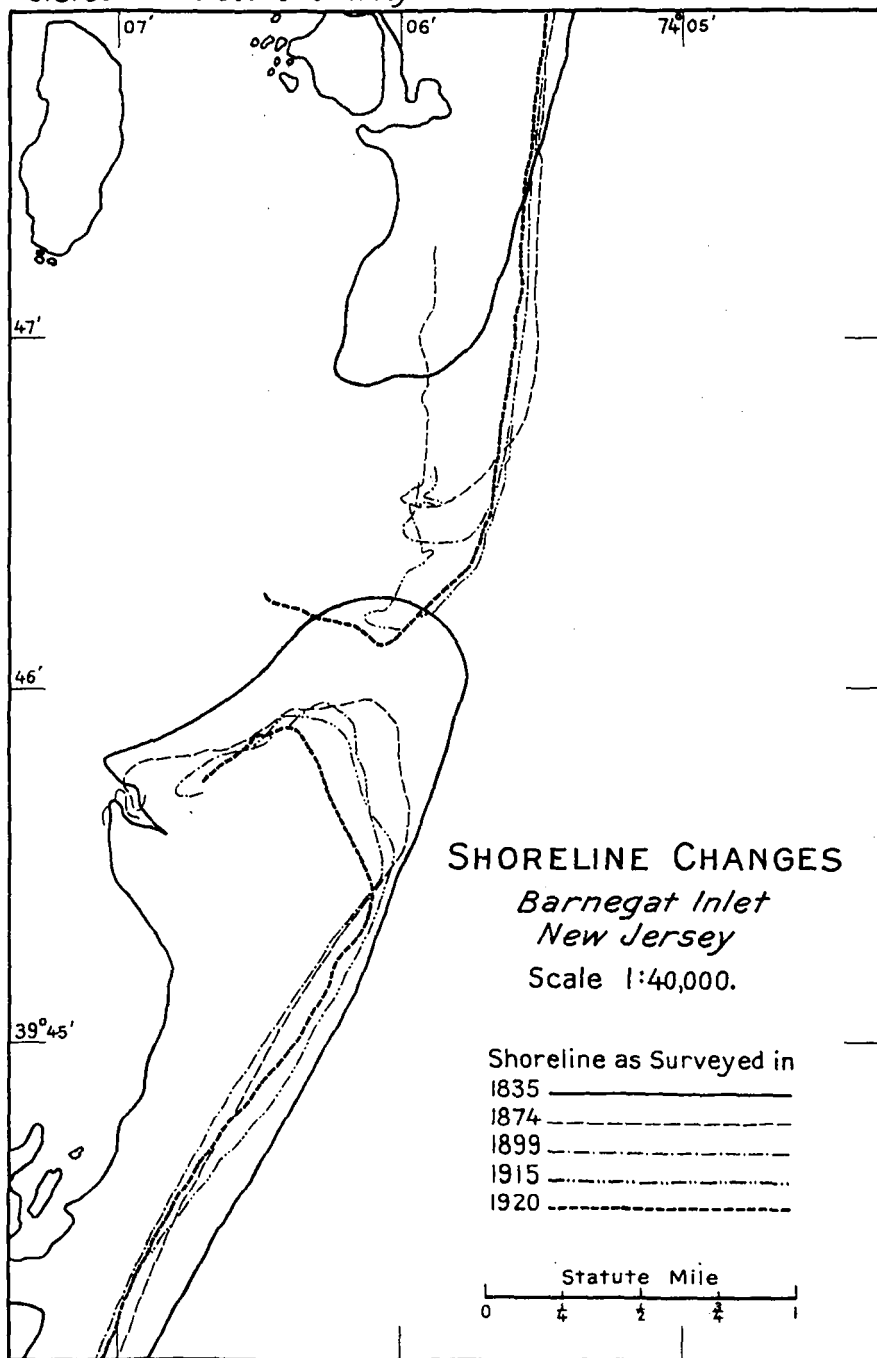 07' 06' 74° 05'
47'
46'
SHORELINE CHANGES
Barnegat Inlet
New Jersey
Scale 1:40,000.
39° 45'
Shoreline as Surveyed in
1835
1874
1899
1915
1920
Statute Mile
0 1/4 1/2 3/4 1